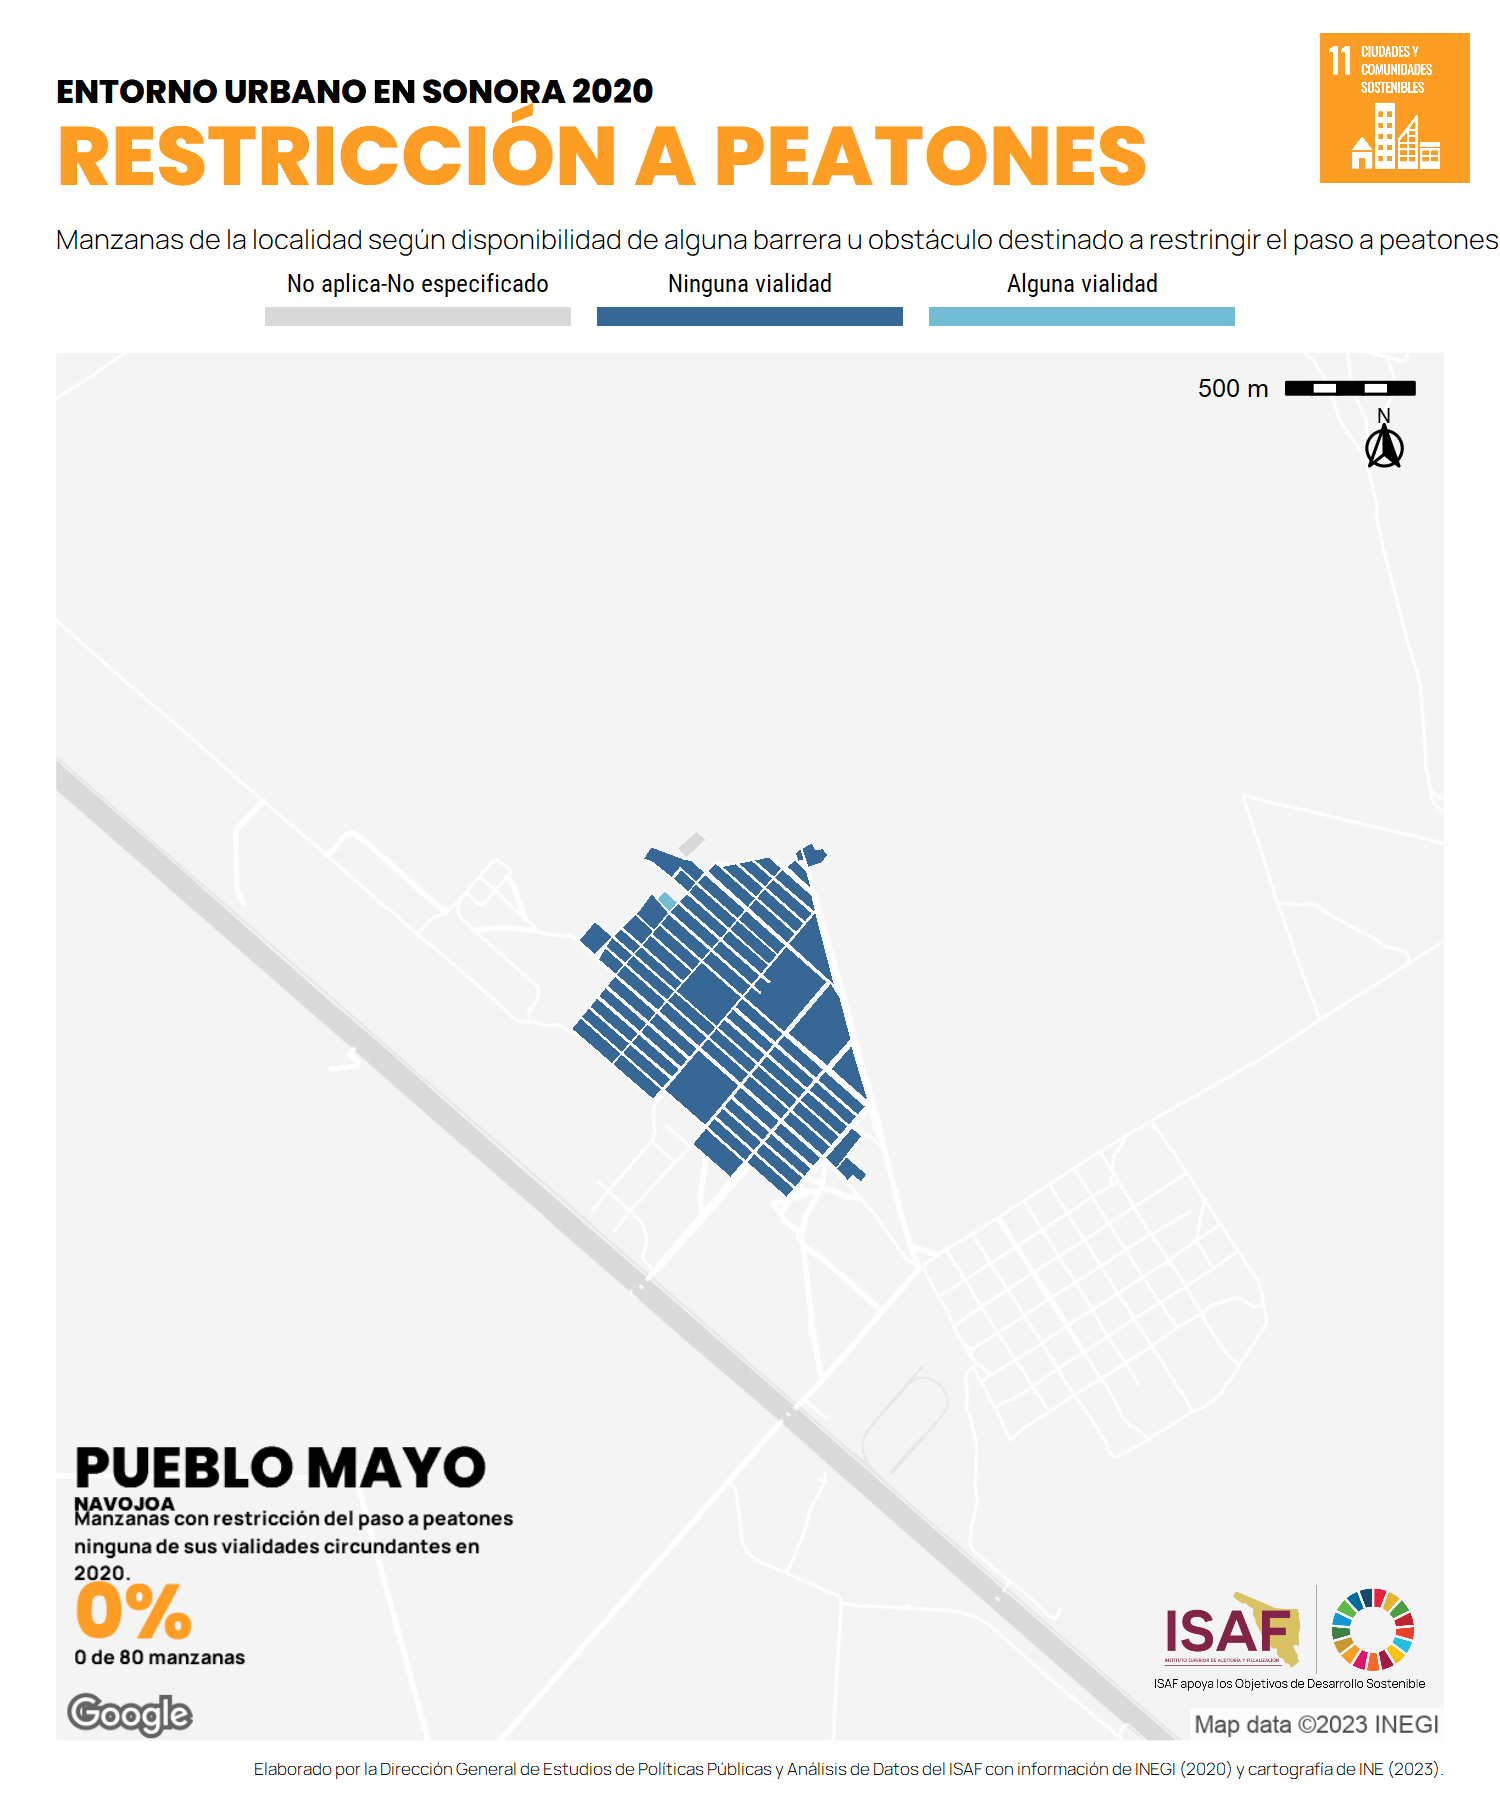 ENTORNO URBANO EN SONORA 2020
RESTRICCIÓN A PEATONES
11 CIUDADES Y
COMUNIDADES
SOSTENIBLES
Manzanas de la localidad según disponibilidad de alguna barrera u obstáculo destinado a restringir el paso a peatones
No aplica-No especificado
Ninguna vialidad
Alguna vialidad
500 m
N
PUEBLO MAYO
NAVOJOA
Manzanas con restricción del paso a peatones
ninguna de sus vialidades circundantes en
2020.
0%
0 de 80 manzanas
ISAF
INSTITUTO SUPERIOR DE AUDITORÍA Y FISCALIZACIÓN
ISAF apoya los Objetivos de Desarrollo Sostenible
Google
Map data ©2023 INEGI
Elaborado por la Dirección General de Estudios de Políticas Públicas y Análisis de Datos del ISAF con información de INEGI (2020) y cartografía de INE (2023).